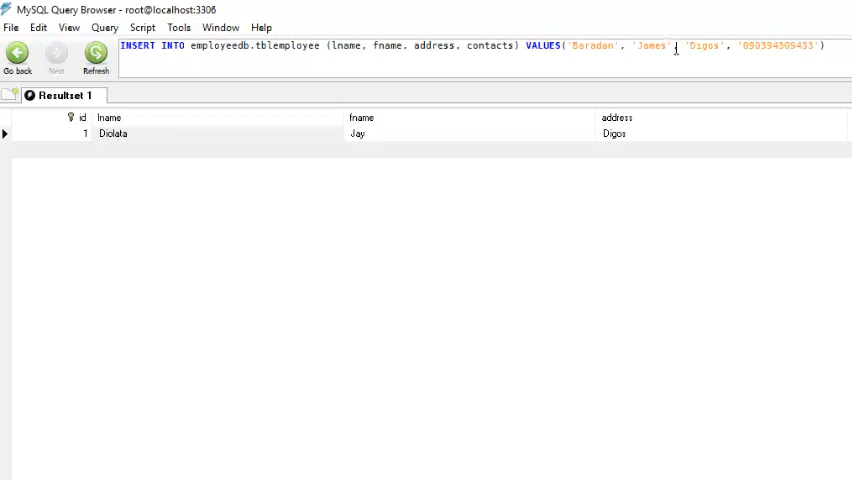 MySQL Query Browser - root@localhost:3306
File Edit View Query Script Tools Window Help
INSERT INTO employeedb.tblemployee (lname, fname, address, contacts) VALUES('Baradan', 'James', 'Digos', '090394309433')
Go back Next Refresh
Resultset 1
id lname fname address
1 Diolata Jay Digos